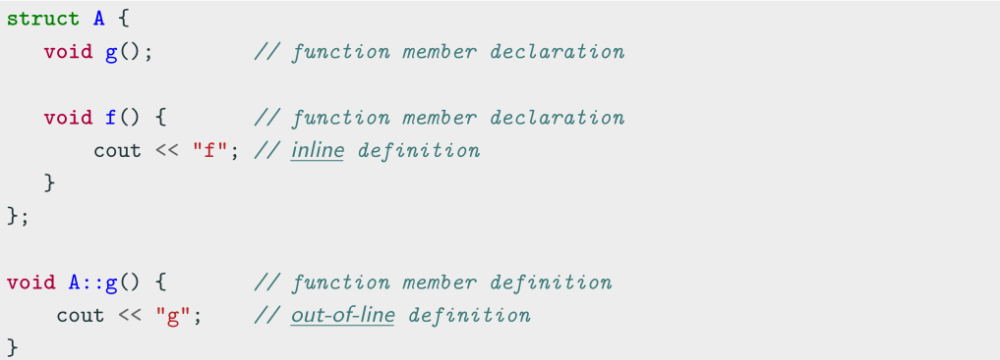 struct A {
void g(); // function member declaration
void f() { // function member declaration
cout << "f"; // inline definition
}
};
void A::g() { // function member definition
cout << "g"; // out-of-line definition
}